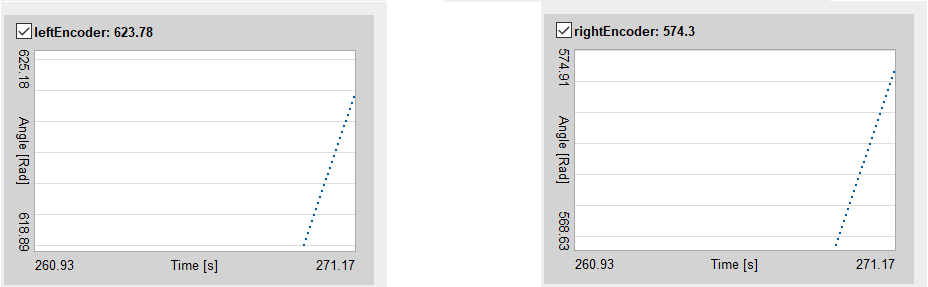 leftEncoder: 623.78
625.18
Angle [Rad]
618.89
260.93 Time [s] 271.17
rightEncoder: 574.3
574.91
Angle [Rad]
568.63
260.93 Time [s] 271.17